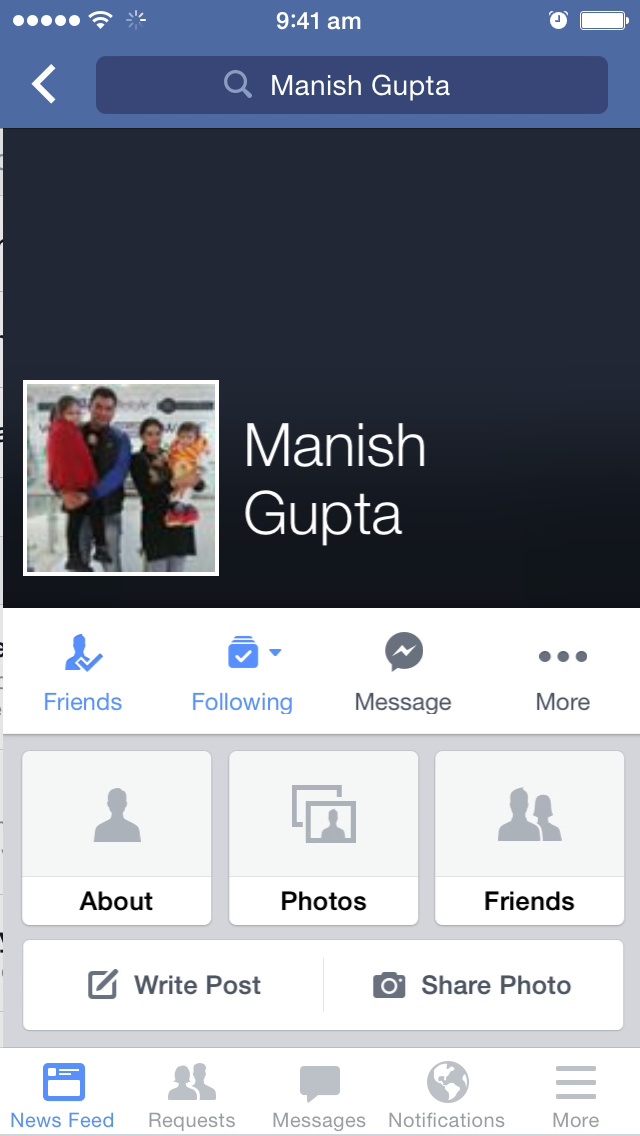 9:41 am
Manish Gupta
Manish
Gupta
Friends
Following
Message
More
About
Photos
Friends
Write Post
Share Photo
News Feed
Requests
Messages
Notifications
More